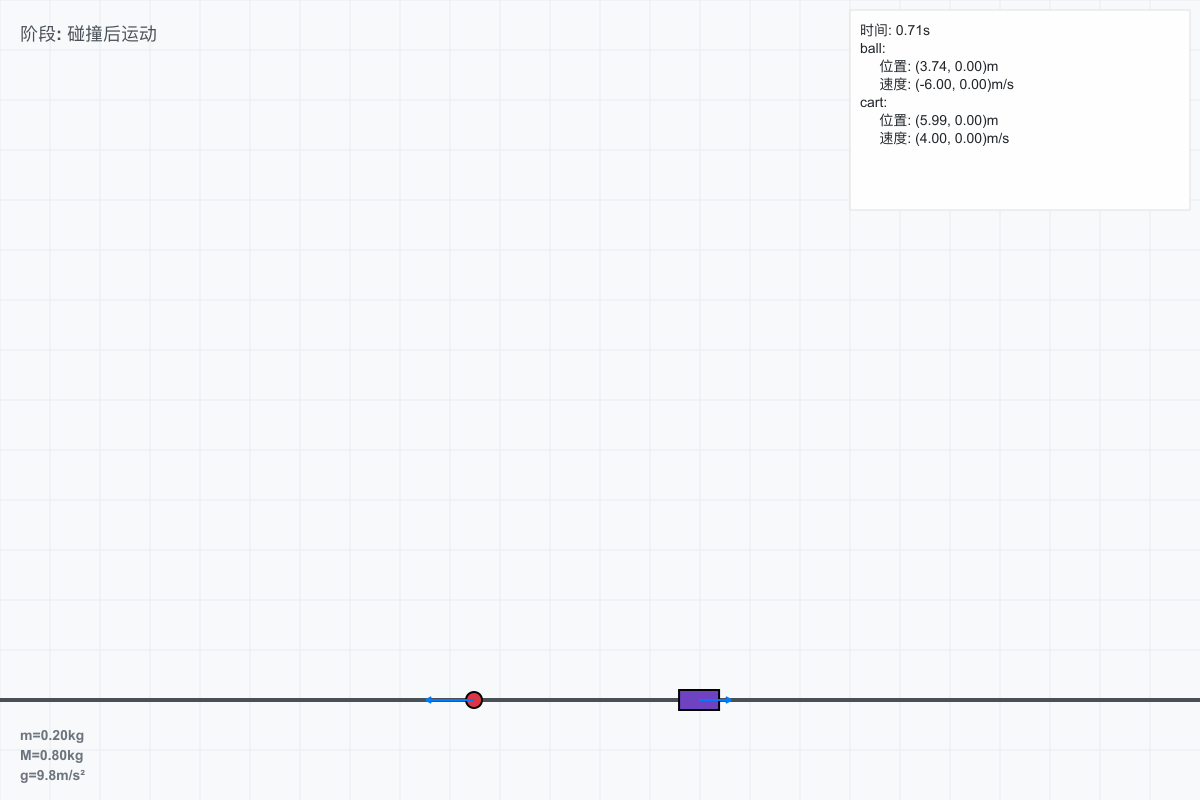 阶段: 碰撞后运动
时间: 0.71s
ball:
位置: (3.74, 0.00)m
速度: (-6.00, 0.00)m/s
cart:
位置: (5.99, 0.00)m
速度: (4.00, 0.00)m/s
m=0.20kg
M=0.80kg
g=9.8m/s²